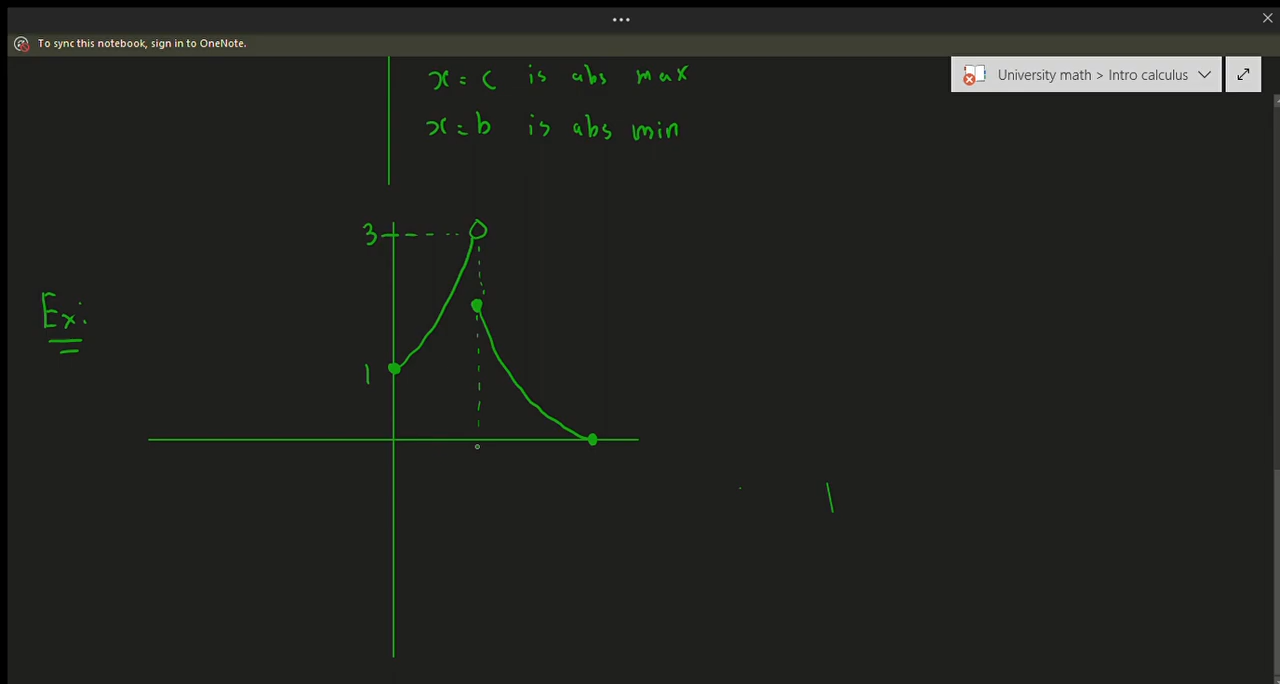 To sync this notebook, sign in to OneNote.
University math > Intro calculus
x = c is abs max
x = b is abs min
3
Ex:
1